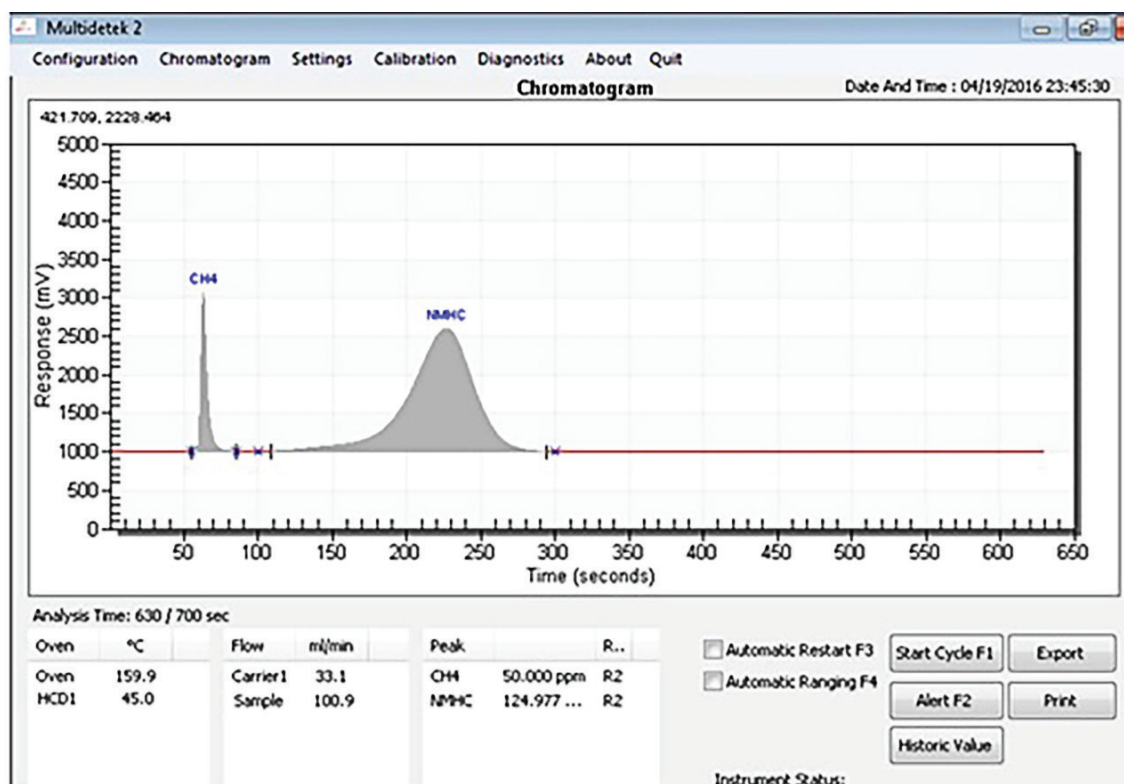 Multidetek 2
Configuration Chromatogram Settings Calibration Diagnostics About Quit
Chromatogram Date And Time : 04/19/2016 23:45:30
421.709, 2228.464
5000
4500
4000
3500
3000
2500
2000
1500
1000
500
0
Response (mV)
CH4
NMHC
50 100 150 200 250 300 350 400 450 500 550 600 650
Time (seconds)
Analysis Time: 630 / 700 sec
Oven °C
Oven 159.9
HCD1 45.0
Flow ml/min
Carrier1 33.1
Sample 100.9
Peak R..
CH4 50.000 ppm R2
NMHC 124.977 ... R2
Automatic Restart F3
Automatic Ranging F4
Start Cycle F1 Export
Alert F2 Print
Historic Value
Instrument Status: